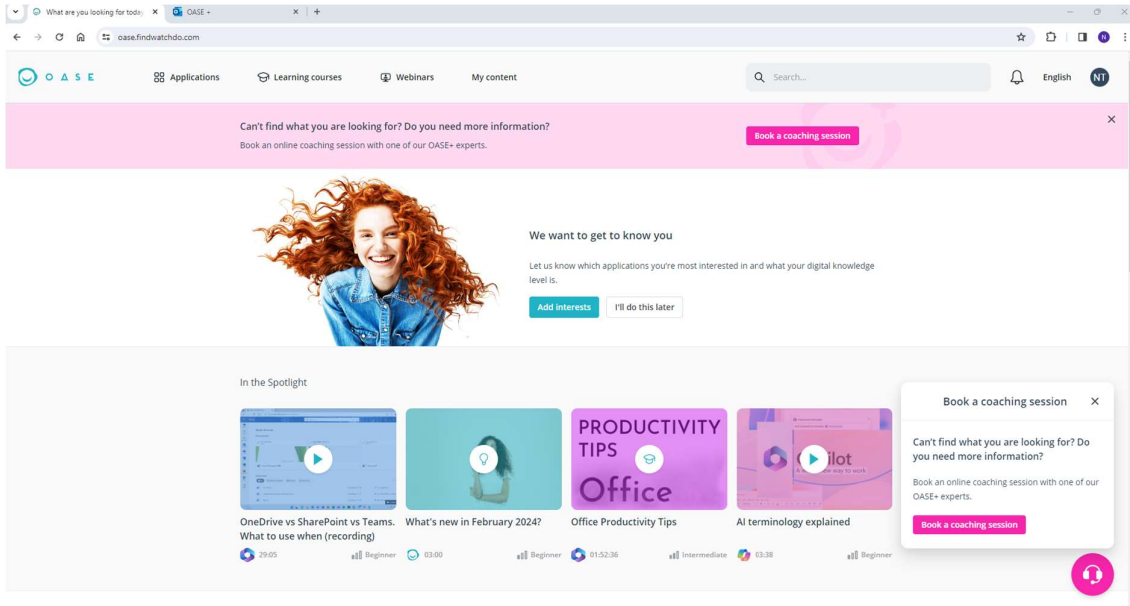 What are you looking for today
OASE +
oase.findwatchdo.com
N
OASE
Applications
Learning courses
Webinars
My content
Search...
English
NT
Can't find what you are looking for? Do you need more information?
Book an online coaching session with one of our OASE+ experts.
Book a coaching session
We want to get to know you
Let us know which applications you're most interested in and what your digital knowledge
level is.
Add interests
I'll do this later
In the Spotlight
PRODUCTIVITY
TIPS
Office
OneDrive vs SharePoint vs Teams.
What to use when (recording)
29:05
Beginner
What's new in February 2024?
03:00
Beginner
Office Productivity Tips
01:52:36
Intermediate
AI terminology explained
03:38
Beginner
Book a coaching session
Can't find what you are looking for? Do
you need more information?
Book an online coaching session with one of our
OASE+ experts.
Book a coaching session